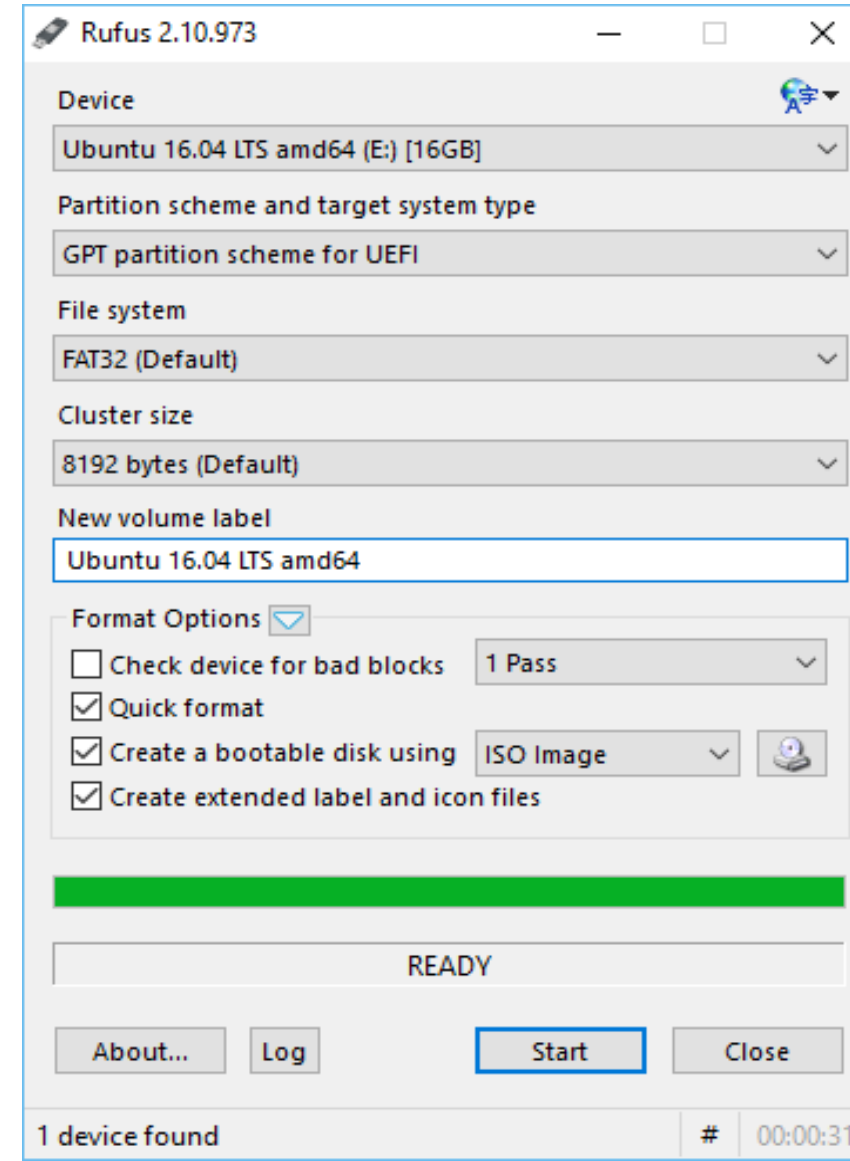 Rufus 2.10.973
Device
Ubuntu 16.04 LTS amd64 (E:) [16GB]
Partition scheme and target system type
GPT partition scheme for UEFI
File system
FAT32 (Default)
Cluster size
8192 bytes (Default)
New volume label
Ubuntu 16.04 LTS amd64
Format Options
Check device for bad blocks 1 Pass
Quick format
Create a bootable disk using ISO Image
Create extended label and icon files
READY
About... Log Start Close
1 device found # 00:00:31